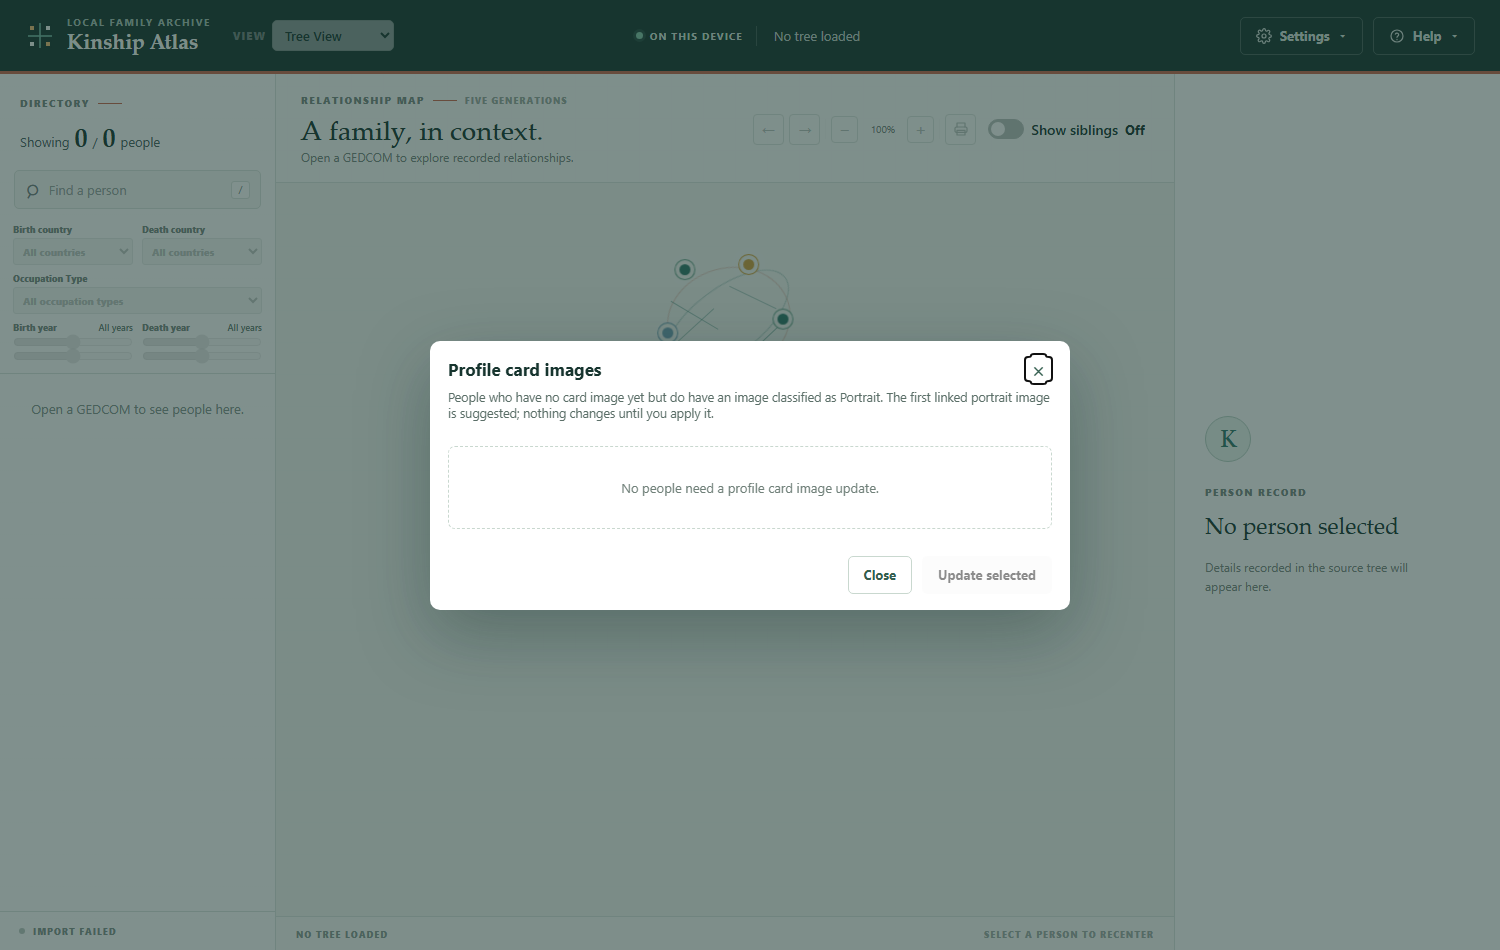 LOCAL FAMILY ARCHIVE
Kinship Atlas
VIEW
Tree View
ON THIS DEVICE
No tree loaded
Settings
Help
DIRECTORY
Showing 0 / 0 people
Find a person
/
Birth country
Death country
All countries
All countries
Occupation Type
All occupation types
Birth year
All years
Death year
All years
Open a GEDCOM to see people here.
IMPORT FAILED
RELATIONSHIP MAP
FIVE GENERATIONS
A family, in context.
Open a GEDCOM to explore recorded relationships.
←
→
−
100%
+
Show siblings Off
Profile card images
×
People who have no card image yet but do have an image classified as Portrait. The first linked portrait image
is suggested; nothing changes until you apply it.
No people need a profile card image update.
Close
Update selected
NO TREE LOADED
SELECT A PERSON TO RECENTER
K
PERSON RECORD
No person selected
Details recorded in the source tree will
appear here.